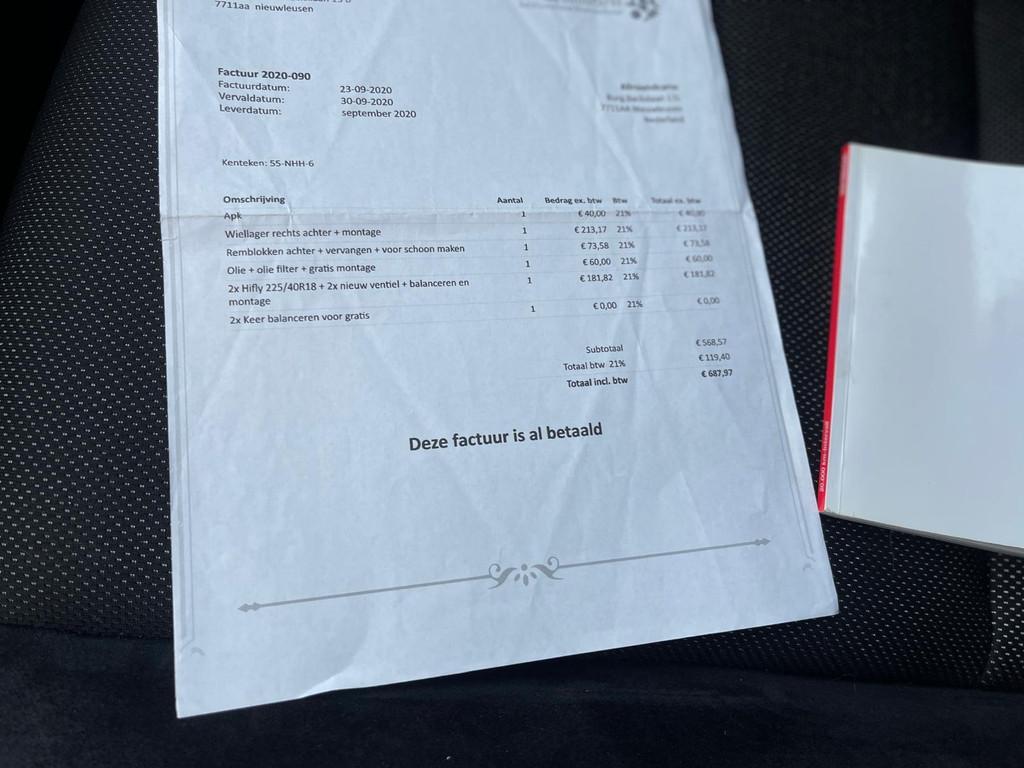 7711aa nieuwleusen
Factuur 2020-090
Factuurdatum: 23-09-2020
Vervaldatum: 30-09-2020
Leverdatum: september 2020
Kenteken: 55-NHH-6
Omschrijving Aantal Bedrag ex. btw Btw Totaal ex. btw
Apk 1 € 40,00 21% € 40,00
Wiellager rechts achter + montage 1 € 213,17 21% € 213,17
Remblokken achter + vervangen + voor schoon maken 1 € 73,58 21% € 73,58
Olie + olie filter + gratis montage 1 € 60,00 21% € 60,00
2x Hifly 225/40R18 + 2x nieuw ventiel + balanceren en 1 € 181,82 21% € 181,82
montage
2x Keer balanceren voor gratis 1 € 0,00 21% € 0,00
Subtotaal € 568,57
Totaal btw 21% € 119,40
Totaal incl. btw € 687,97
Deze factuur is al betaald